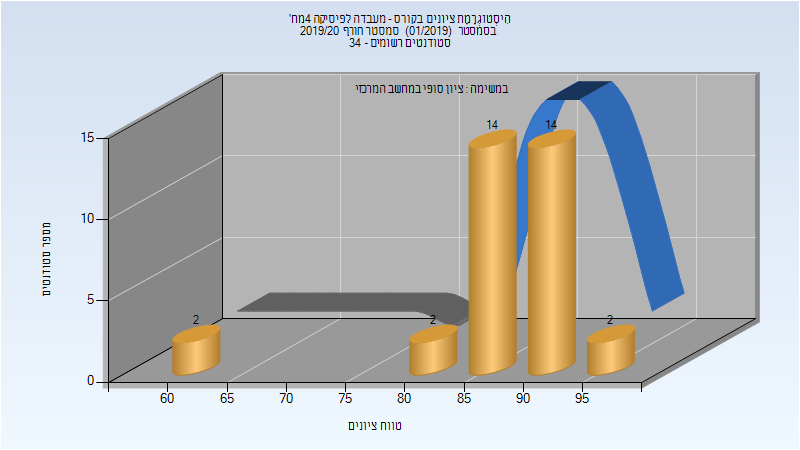 היסטוגרמת ציונים בקורס - מעבדה לפיסיקה 4מח'
בסמסטר (01/2019) סמסטר חורף 2019/20
סטודנטים רשומים - 34
במשימה : ציון סופי במחשב המרכזי
מספר סטודנטים
15
10
5
0
2
2
14
14
2
60 65 70 75 80 85 90 95
טווח ציונים